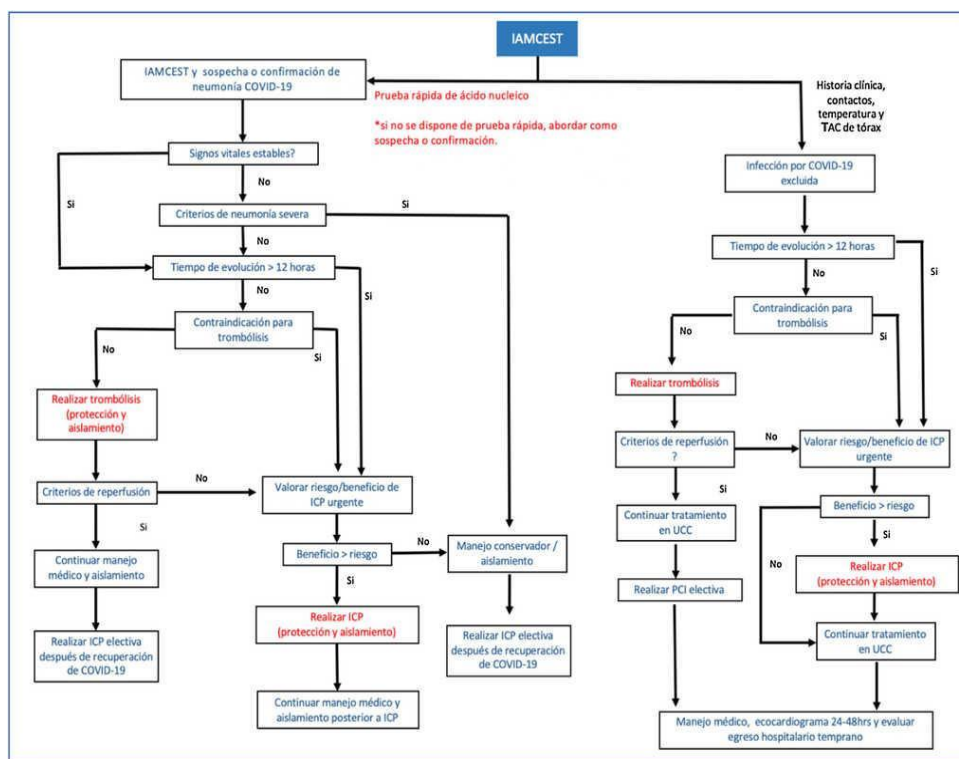 IAMCEST
IAMCEST y sospecha o confirmación de
neumonía COVID-19
Prueba rápida de ácido nucleico
*si no se dispone de prueba rápida, abordar como
sospecha o confirmación.
Historia clínica,
contactos,
temperatura y
TAC de tórax
Signos vitales estables?
Si
No
Criterios de neumonía severa
Si
No
Tiempo de evolución > 12 horas
Si
No
Contraindicación para
trombólisis
No
Si
Realizar trombólisis
(protección y
aislamiento)
Criterios de reperfusión
No
Si
Valorar riesgo/beneficio de
ICP urgente
Continuar manejo
médico y aislamiento
Realizar ICP electiva
después de recuperación
de COVID-19
Beneficio > riesgo
No
Si
Manejo conservador /
aislamiento
Realizar ICP
(protección y aislamiento)
Realizar ICP electiva
después de recuperación
de COVID-19
Continuar manejo médico y
aislamiento posterior a ICP
Infección por COVID-19
excluida
Tiempo de evolución > 12 horas
Si
No
Contraindicación para
trombólisis
No
Si
Realizar trombólisis
Criterios de reperfusión
?
No
Si
Valorar riesgo/beneficio de ICP
urgente
Continuar tratamiento
en UCC
Beneficio > riesgo
Si
No
Realizar PCI electiva
Realizar ICP
(protección y aislamiento)
Continuar tratamiento
en UCC
Manejo médico, ecocardiograma 24-48hrs y evaluar
egreso hospitalario temprano